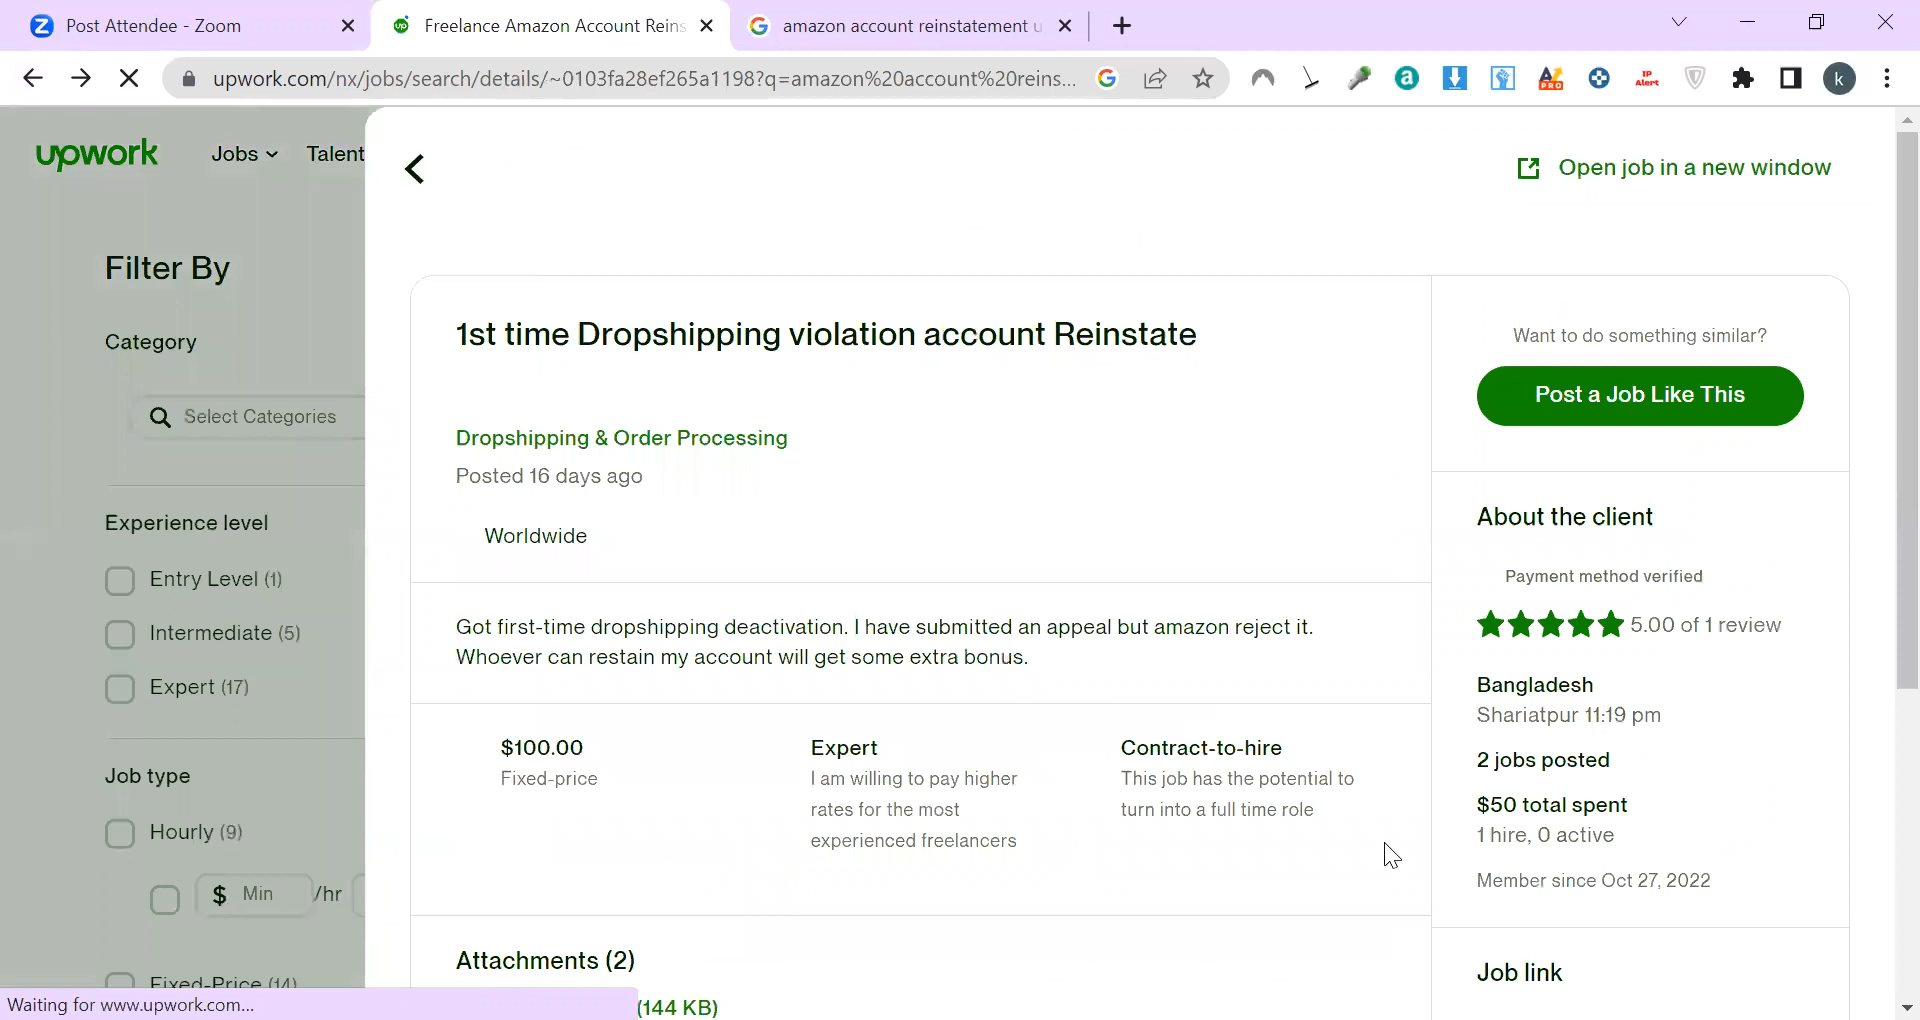 Post Attendee - Zoom
Freelance Amazon Account Reins
amazon account reinstatement u
upwork.com/nx/jobs/search/details/~0103fa28ef265a1198?q=amazon%20account%20reins...
upwork
Jobs
Talent
Open job in a new window
Filter By
Category
Select Categories
Experience level
Entry Level (1)
Intermediate (5)
Expert (17)
Job type
Hourly (9)
$ Min /hr
Fixed-Price (14)
1st time Dropshipping violation account Reinstate
Dropshipping & Order Processing
Posted 16 days ago
Worldwide
Got first-time dropshipping deactivation. I have submitted an appeal but amazon reject it.
Whoever can restain my account will get some extra bonus.
$100.00
Fixed-price
Expert
I am willing to pay higher
rates for the most
experienced freelancers
Contract-to-hire
This job has the potential to
turn into a full time role
Attachments (2)
(144 KB)
Want to do something similar?
Post a Job Like This
About the client
Payment method verified
5.00 of 1 review
Bangladesh
Shariatpur 11:19 pm
2 jobs posted
$50 total spent
1 hire, 0 active
Member since Oct 27, 2022
Job link
Waiting for www.upwork.com...
IP
Alert
PRO
k